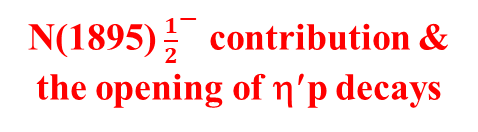 N(1895) 1/2⁻ contribution &
the opening of η′p decays